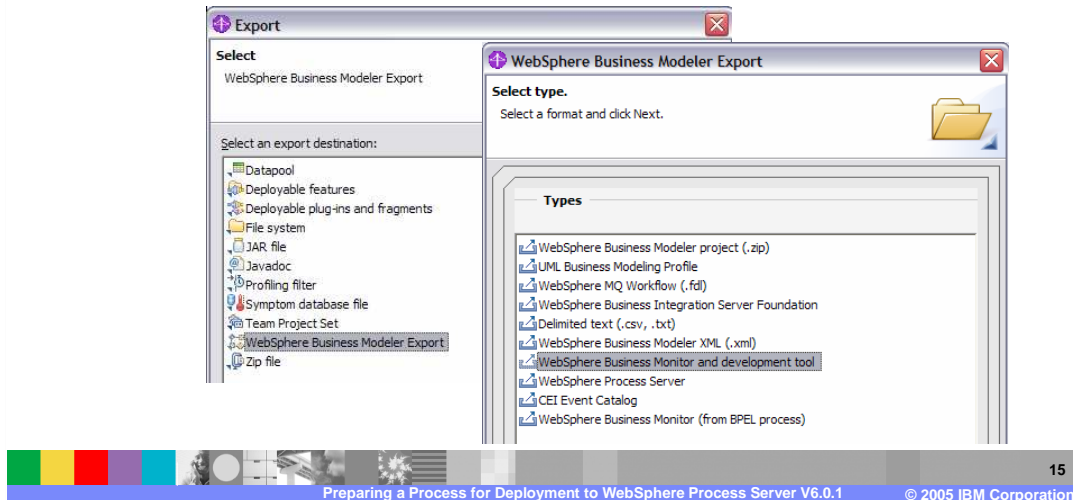 Export
Select
WebSphere Business Modeler Export
Select an export destination:
Datapool
Deployable features
Deployable plug-ins and fragments
File system
JAR file
Javadoc
Profiling filter
Symptom database file
Team Project Set
WebSphere Business Modeler Export
Zip file
WebSphere Business Modeler Export
Select type.
Select a format and click Next.
Types
WebSphere Business Modeler project (.zip)
UML Business Modeling Profile
WebSphere MQ Workflow (.fdl)
WebSphere Business Integration Server Foundation
Delimited text (.csv, .txt)
WebSphere Business Modeler XML (.xml)
WebSphere Business Monitor and development tool
WebSphere Process Server
CEI Event Catalog
WebSphere Business Monitor (from BPEL process)
15
Preparing a Process for Deployment to WebSphere Process Server V6.0.1
© 2005 IBM Corporation